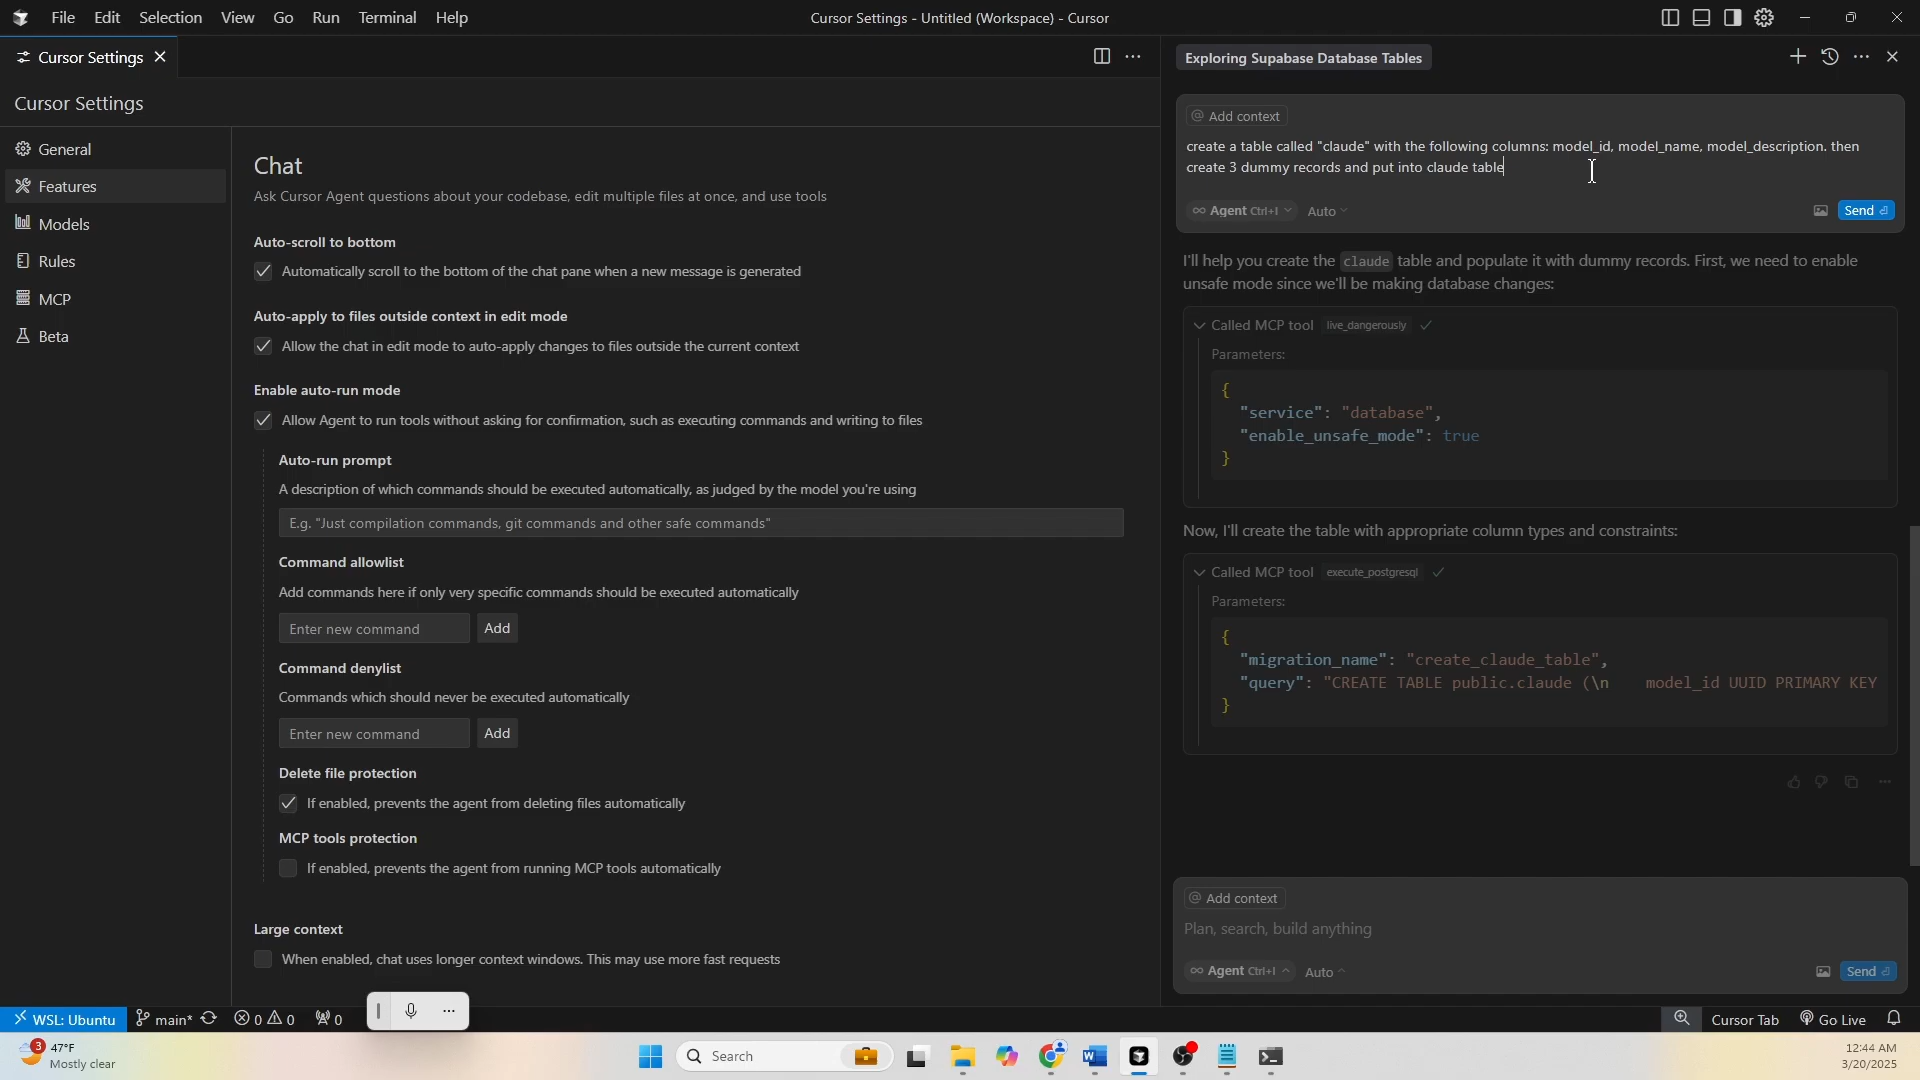 File Edit Selection View Go Run Terminal Help
Cursor Settings - Untitled (Workspace) - Cursor
Cursor Settings
Exploring Supabase Database Tables
Cursor Settings
General
Features
Models
Rules
MCP
Beta
Chat
Ask Cursor Agent questions about your codebase, edit multiple files at once, and use tools
Auto-scroll to bottom
Automatically scroll to the bottom of the chat pane when a new message is generated
Auto-apply to files outside context in edit mode
Allow the chat in edit mode to auto-apply changes to files outside the current context
Enable auto-run mode
Allow Agent to run tools without asking for confirmation, such as executing commands and writing to files
Auto-run prompt
A description of which commands should be executed automatically, as judged by the model you're using
E.g. "Just compilation commands, git commands and other safe commands"
Command allowlist
Add commands here if only very specific commands should be executed automatically
Enter new command Add
Command denylist
Commands which should never be executed automatically
Enter new command Add
Delete file protection
If enabled, prevents the agent from deleting files automatically
MCP tools protection
If enabled, prevents the agent from running MCP tools automatically
Large context
When enabled, chat uses longer context windows. This may use more fast requests
@ Add context
create a table called "claude" with the following columns: model_id, model_name, model_description. then
create 3 dummy records and put into claude table
∞ Agent Ctrl+I Auto Send
I'll help you create the claude table and populate it with dummy records. First, we need to enable
unsafe mode since we'll be making database changes:
Called MCP tool live_dangerously
Parameters:
{
"service": "database",
"enable_unsafe_mode": true
}
Now, I'll create the table with appropriate column types and constraints:
Called MCP tool execute_postgresql
Parameters:
{
"migration_name": "create_claude_table",
"query": "CREATE TABLE public.claude (\n model_id UUID PRIMARY KEY
}
@ Add context
Plan, search, build anything
∞ Agent Ctrl+I Auto Send
WSL: Ubuntu main* 0 0 0
Cursor Tab Go Live
3
47°F
Mostly clear
Search
12:44 AM
3/20/2025